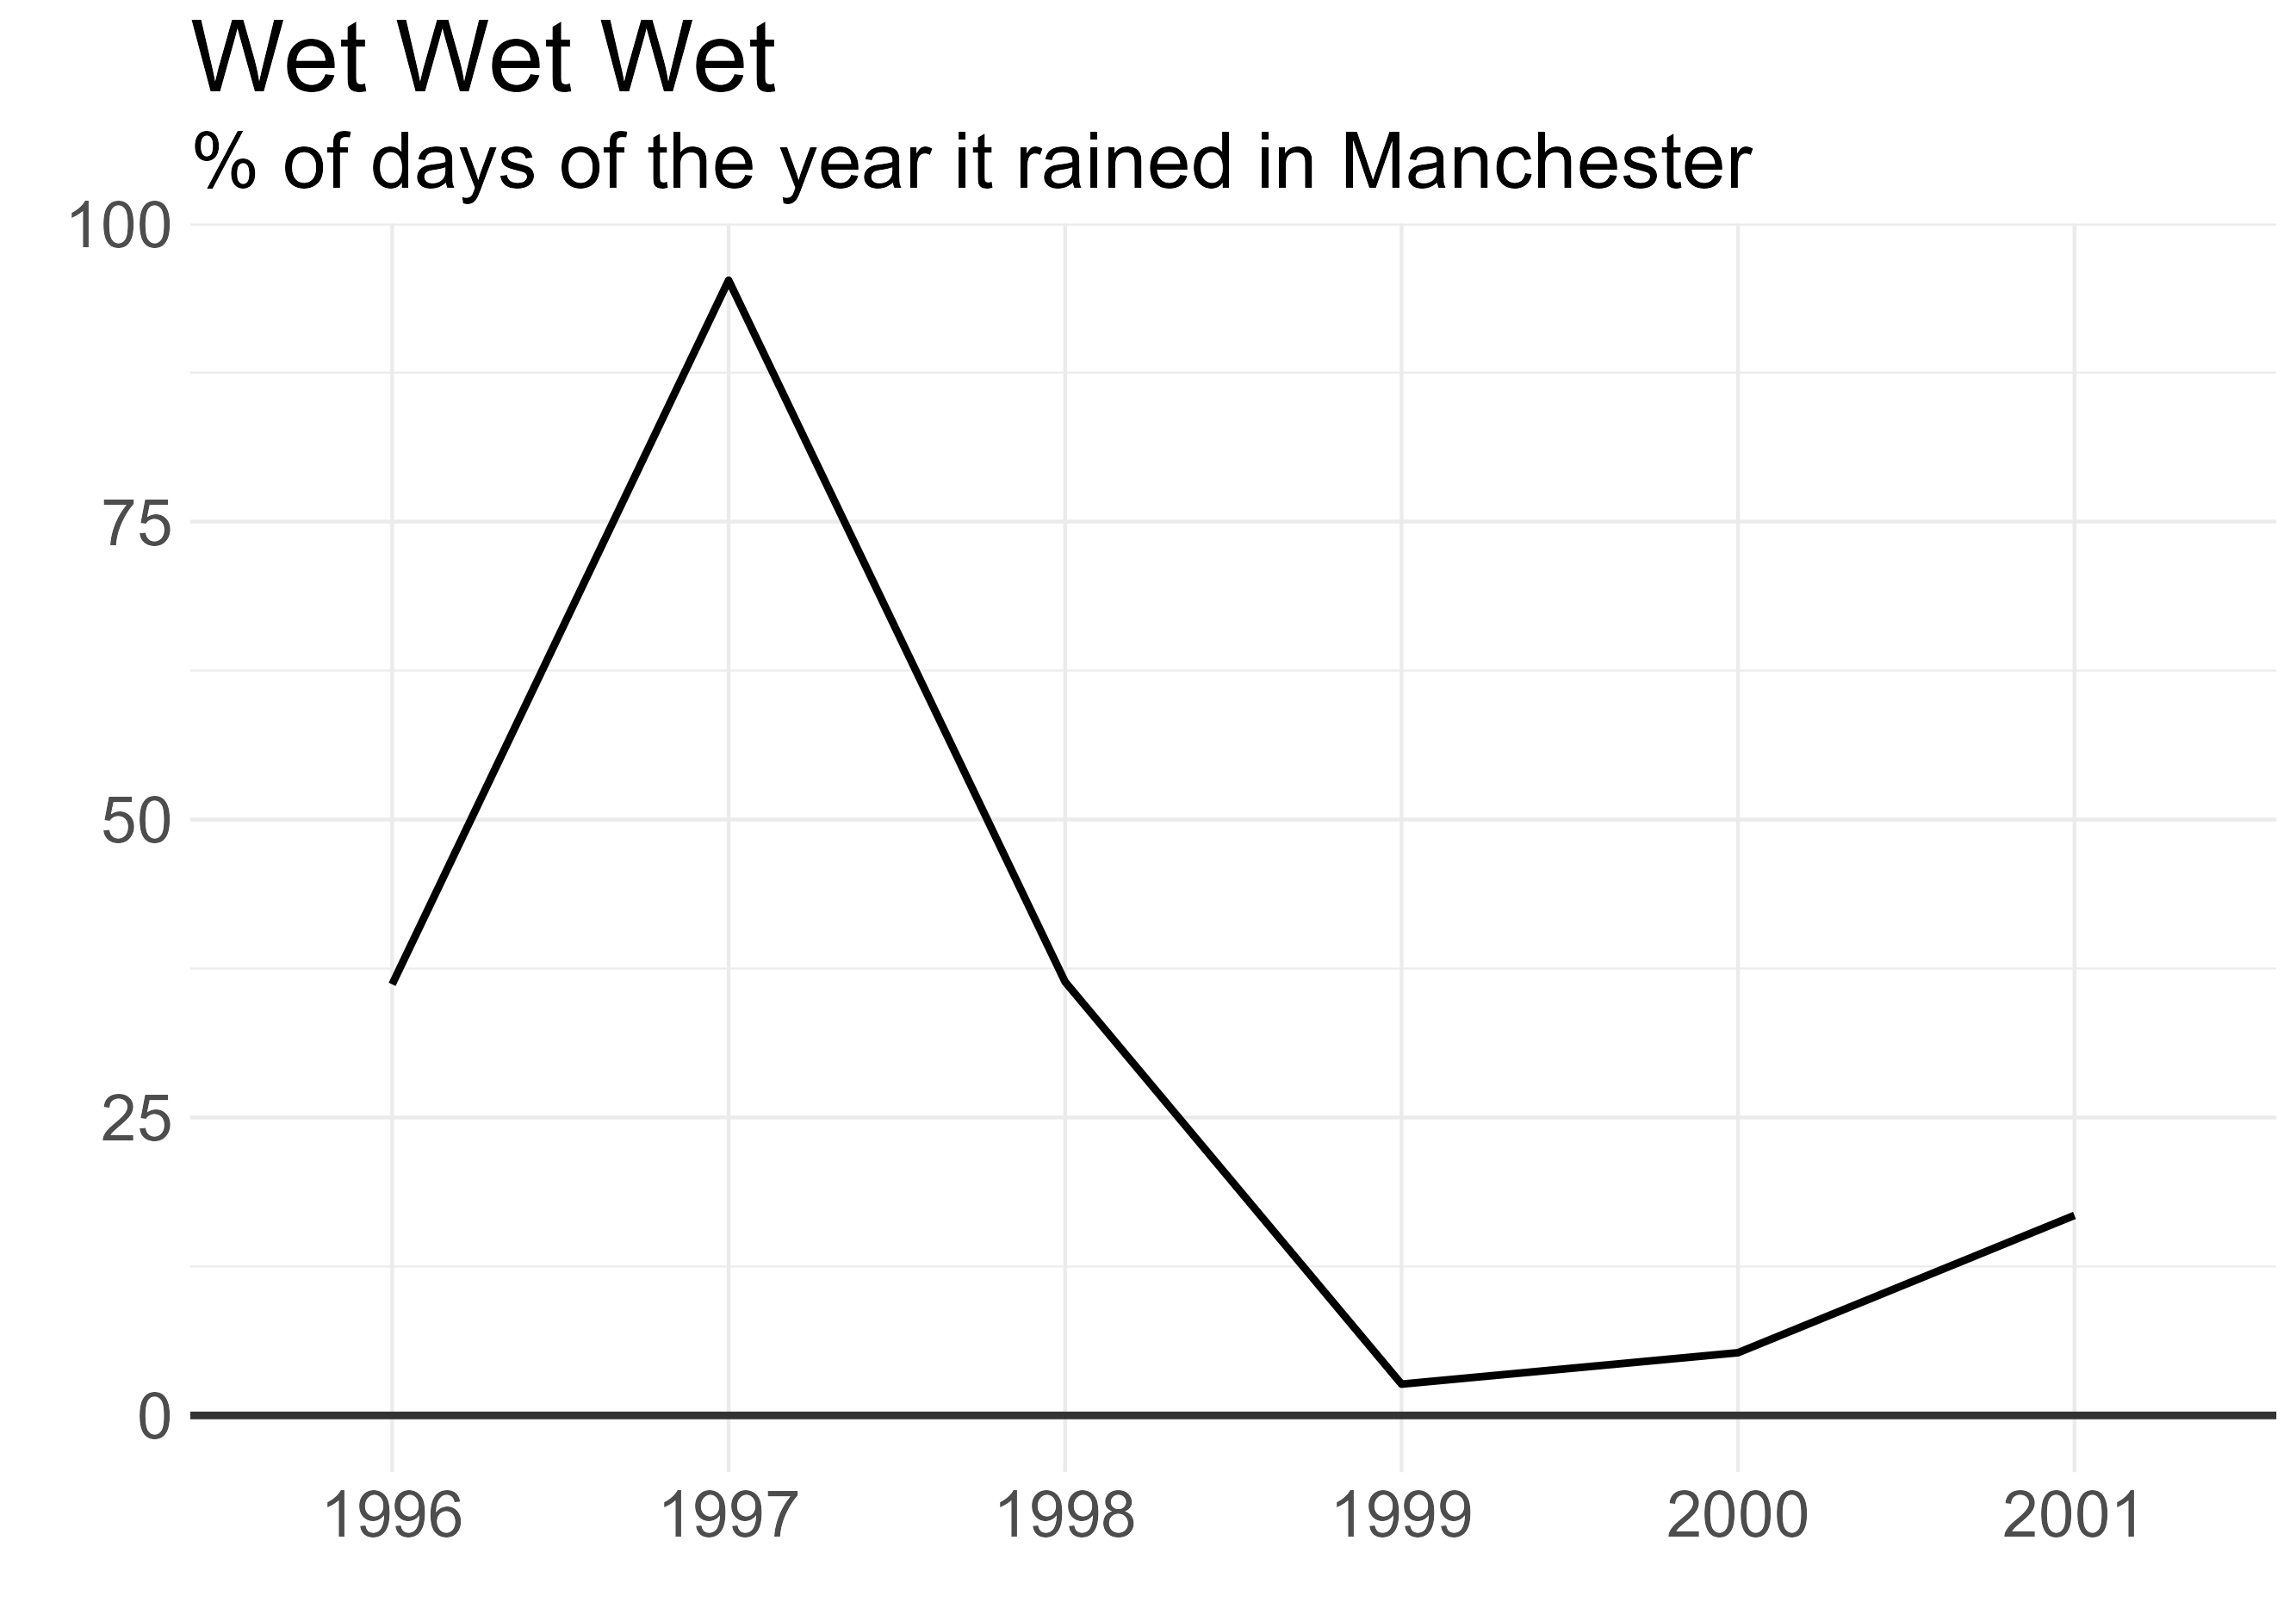 Wet Wet Wet
% of days of the year it rained in Manchester
100
75
50
25
0
1996 1997 1998 1999 2000 2001